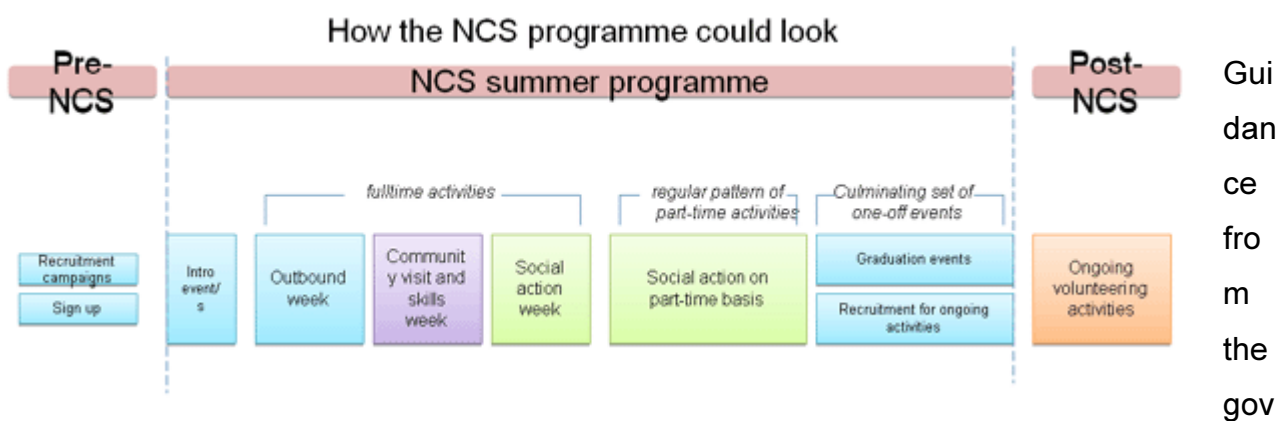 How the NCS programme could look
Pre-
NCS
NCS summer programme
Post-
NCS
fulltime activities
regular pattern of
part-time activities
Culminating set of
one-off events
Recruitment
campaigns
Sign up
Intro
event/
s
Outbound
week
Communit
y visit and
skills
week
Social
action
week
Social action on
part-time basis
Graduation events
Recruitment for ongoing
activities
Ongoing
volunteering
activities
Gui
dan
ce
fro
m
the
gov